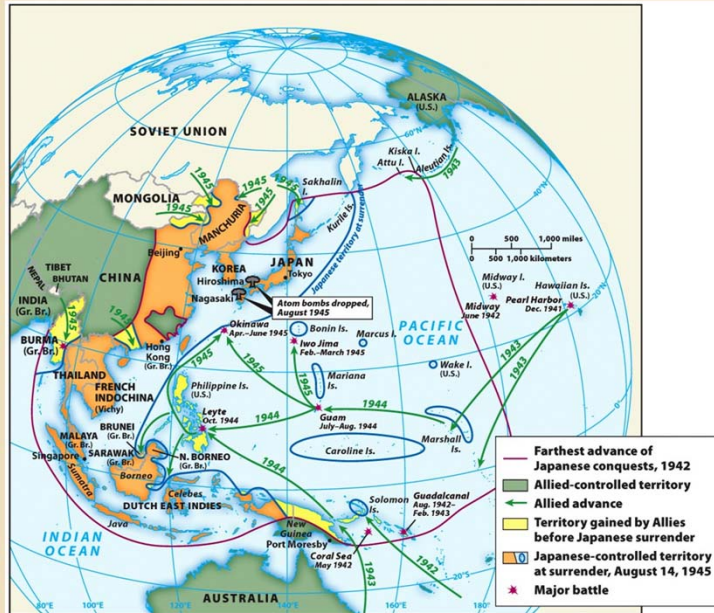 ALASKA
(U.S.)
SOVIET UNION
60°N
Kiska I.
Attu I.
Aleutian Is.
1943
40°N
1945
1945
1945
Sakhalin
I.
MONGOLIA
1945
1945
MANCHURIA
Kurile Is.
Japanese territory at surrender
0 500 1,000 miles
0 500 1,000 kilometers
Beijing
KOREA
JAPAN
Tokyo
Hiroshima
Nagasaki
TIBET
BHUTAN
NEPAL
CHINA
Atom bombs dropped,
August 1945
Midway I.
(U.S.)
Midway
June 1942
Hawaiian Is.
(U.S.)
20°N
Pearl Harbor
Dec. 1941
INDIA
(Gr. Br.)
1945
BURMA
(Gr. Br.)
Hong
Kong
(Gr. Br.)
Okinawa
Apr.–June 1945
Bonin Is.
Iwo Jima
Feb.–March 1945
Marcus I.
PACIFIC
OCEAN
Wake I.
(U.S.)
1943
1943
THAILAND
FRENCH
INDOCHINA
(Vichy)
1945
1945
1945
Mariana
Is.
Philippine Is.
(U.S.)
Leyte
Oct. 1944
1944
Guam
July–Aug. 1944
1944
Marshall
Is.
BRUNEI
(Gr. Br.)
MALAYA
(Gr. Br.)
Singapore
SARAWAK
(Gr. Br.)
N. BORNEO
(Gr. Br.)
Caroline Is.
1944
Borneo
Sumatra
Celebes
DUTCH EAST INDIES
Java
New
Guinea
Port Moresby
Solomon
Is.
Guadalcanal
Aug. 1942–
Feb. 1943
Coral Sea
May 1942
1942
1943
INDIAN
OCEAN
AUSTRALIA
20°S
80°E
100°E
120°E
140°E
160°E
180°
Farthest advance of
Japanese conquests, 1942
Allied-controlled territory
Allied advance
Territory gained by Allies
before Japanese surrender
Japanese-controlled territory
at surrender, August 14, 1945
Major battle